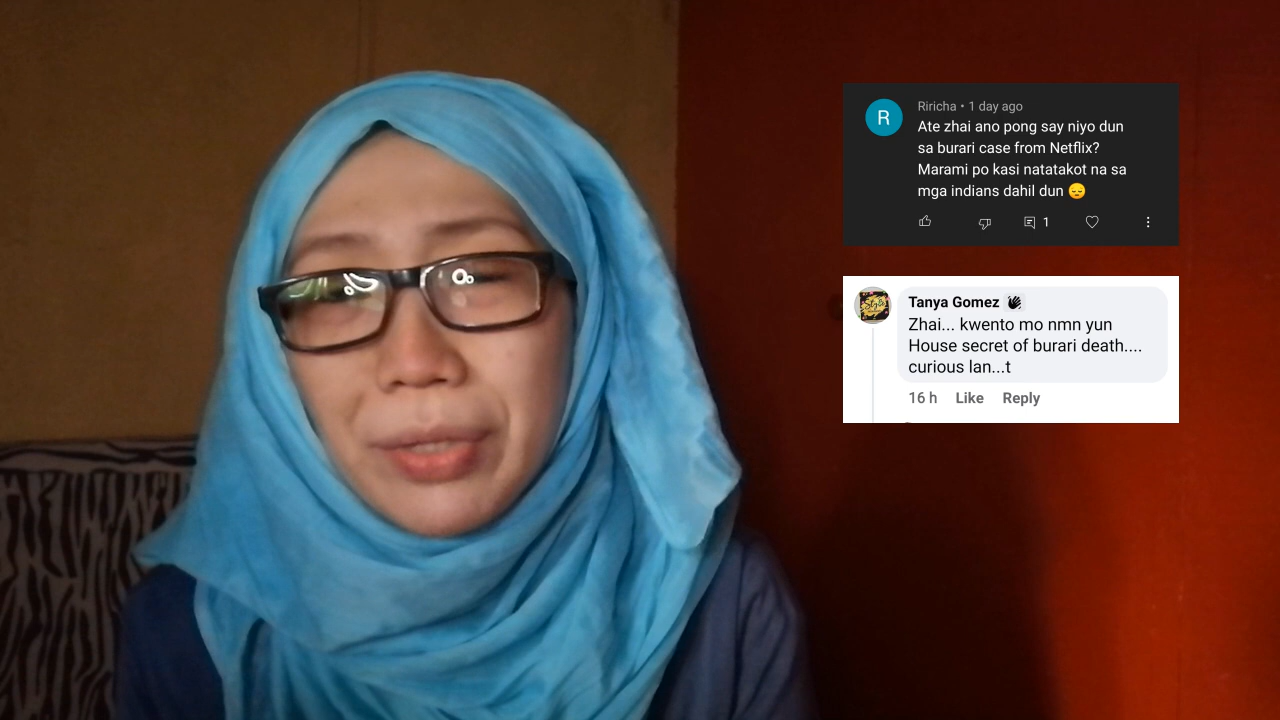 R
Riricha • 1 day ago
Ate zhai ano pong say niyo dun
sa burari case from Netflix?
Marami po kasi natatakot na sa
mga indians dahil dun 😔
1
Tanya Gomez
Zhai... kwento mo nmn yun
House secret of burari death....
curious lan...t
16 h Like Reply